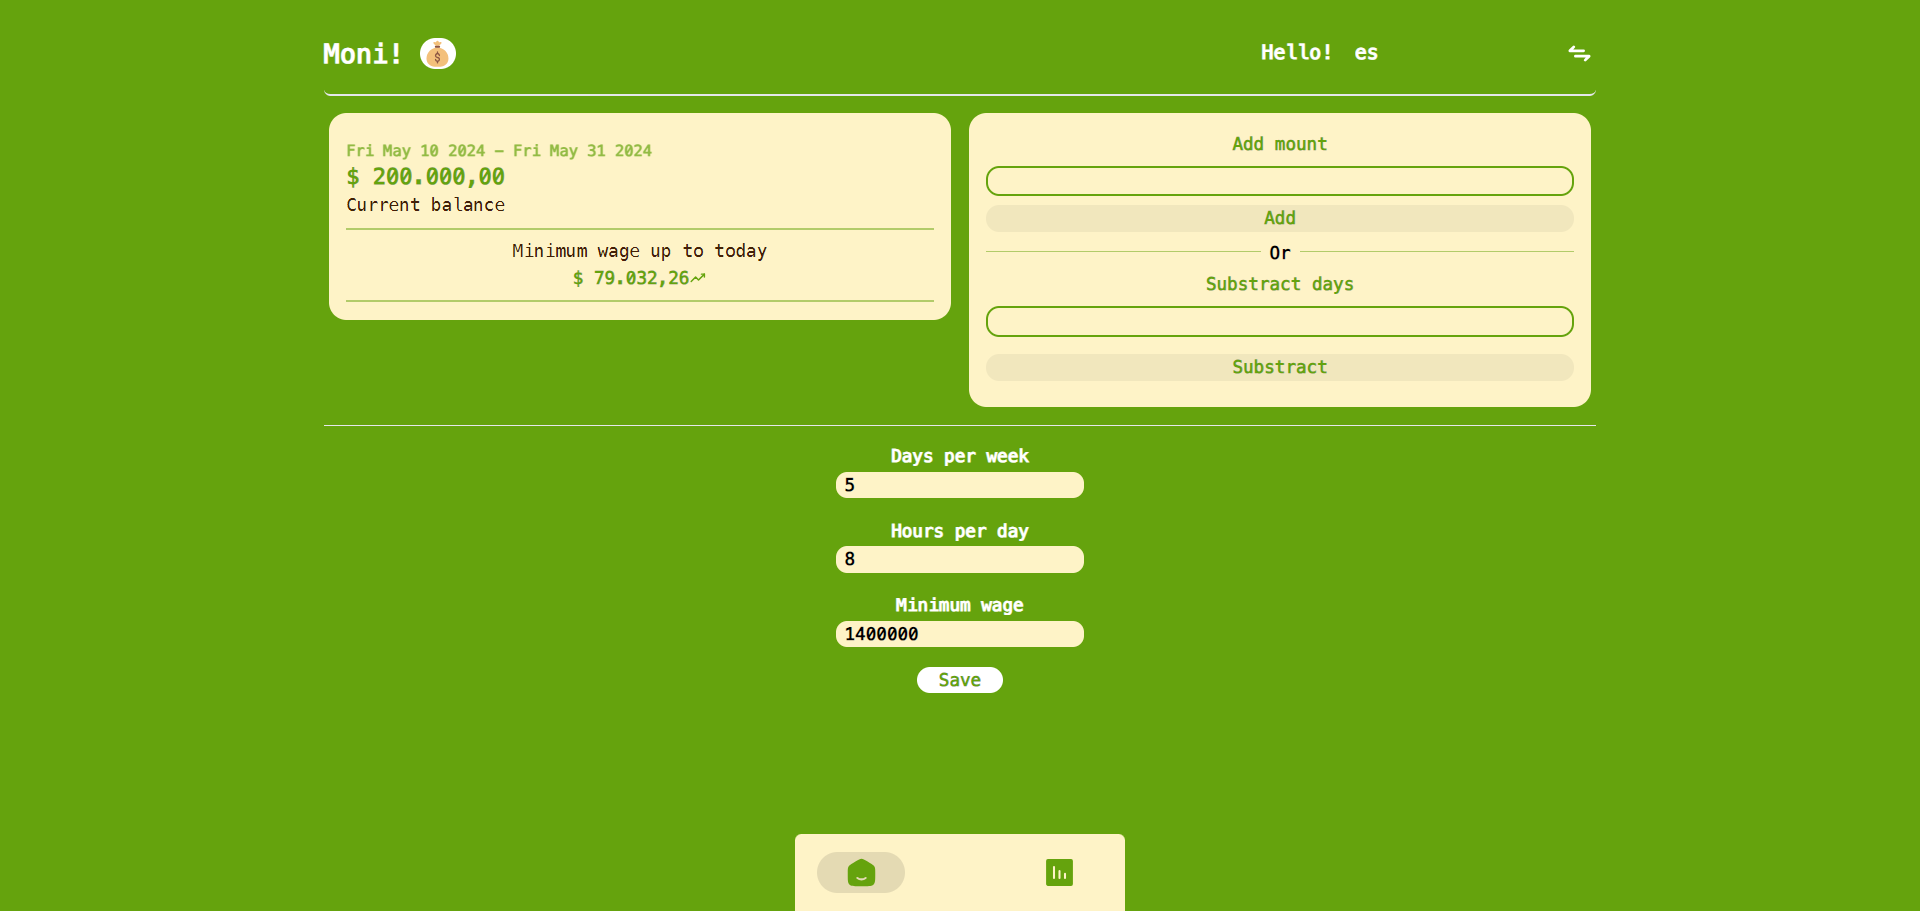 Moni!
Hello! es
Fri May 10 2024 – Fri May 31 2024
$ 200.000,00
Current balance
Minimum wage up to today
$ 79.032,26
Add mount
Add
Or
Substract days
Substract
Days per week
5
Hours per day
8
Minimum wage
1400000
Save